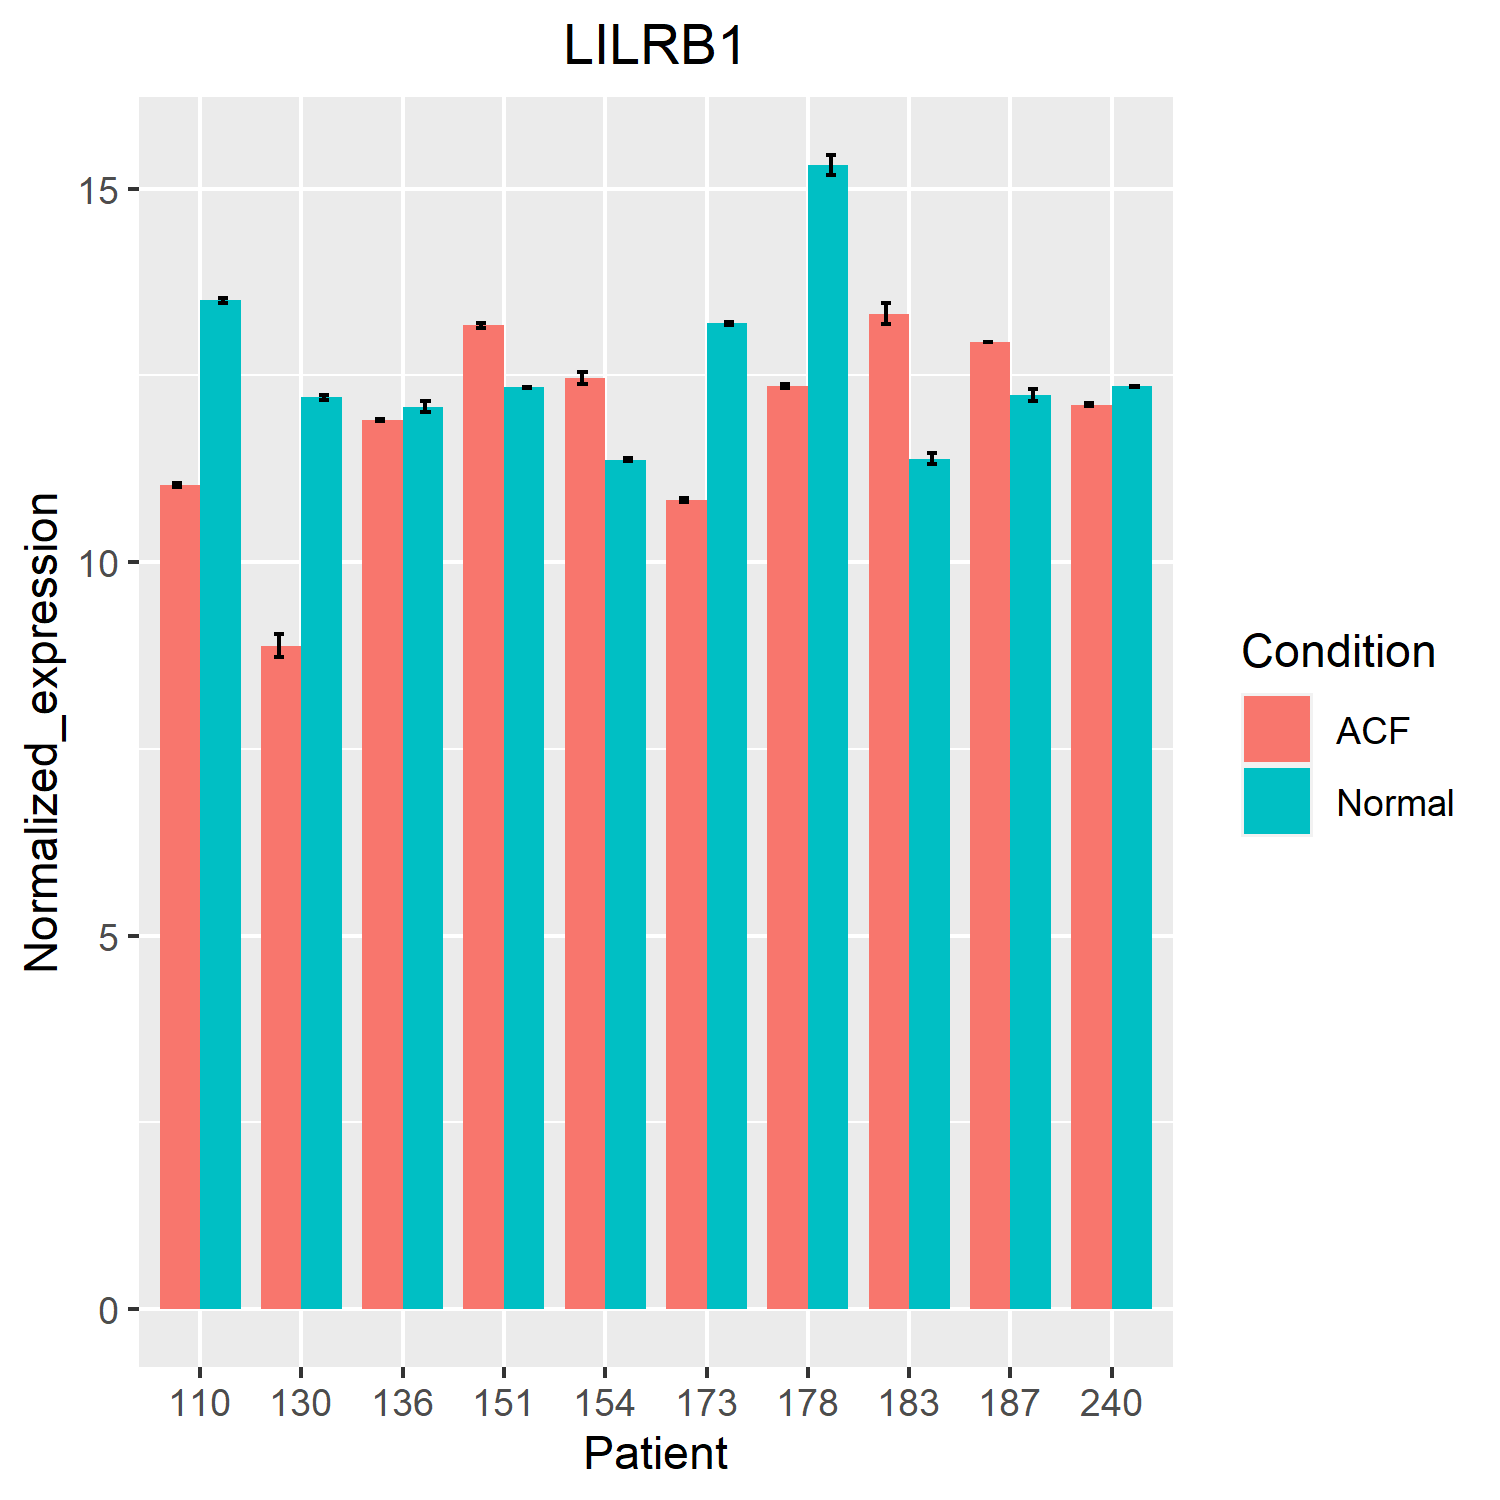 LILRB1
Normalized_expression
15
10
5
0
110 130 136 151 154 173 178 183 187 240
Patient
Condition
ACF
Normal